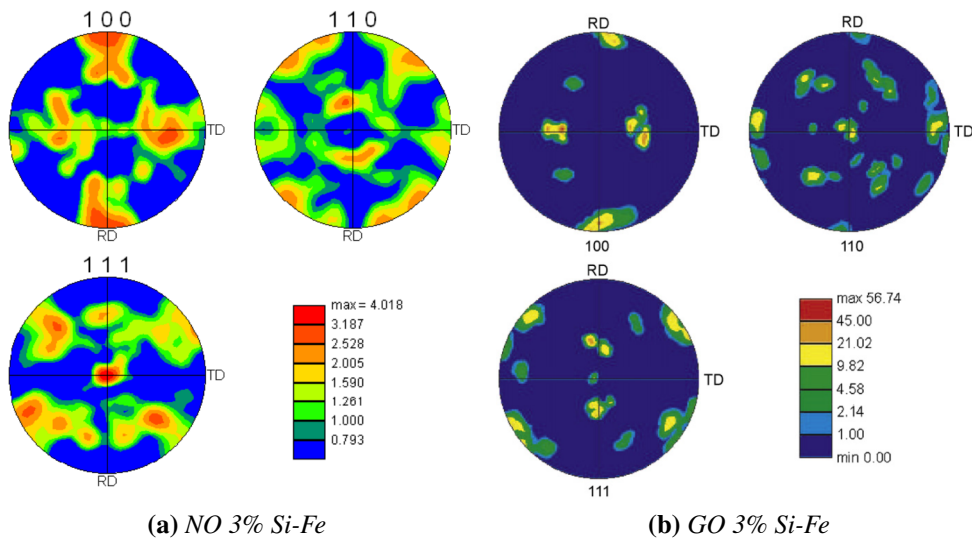 1 0 0
TD
RD
1 1 0
TD
RD
1 1 1
TD
RD
max = 4.018
3.187
2.528
2.005
1.590
1.261
1.000
0.793
(a) NO 3% Si-Fe
RD
TD
100
RD
TD
110
RD
TD
111
max 56.74
45.00
21.02
9.82
4.58
2.14
1.00
min 0.00
(b) GO 3% Si-Fe